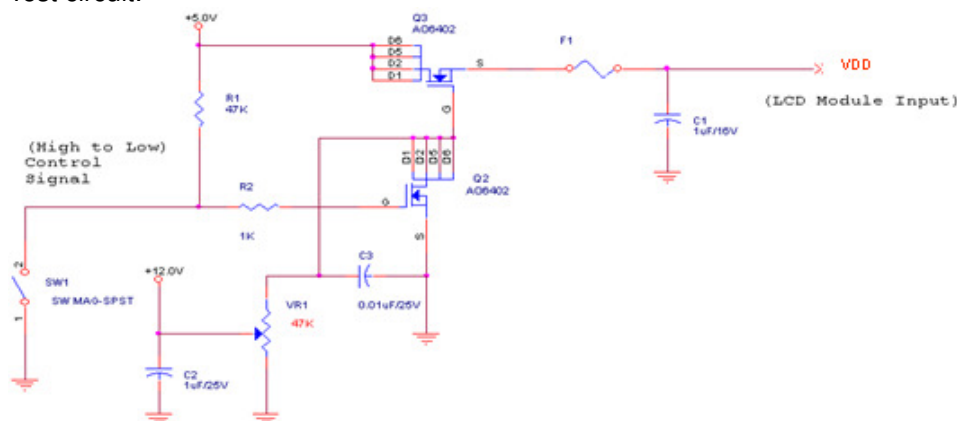 Test circuit.
+5.0V
Q3
AO6402
D6
D5
D2
D1
S
G
F1
VDD
(LCD Module Input)
C1
1uF/16V
R1
47K
(High to Low)
Control
Signal
R2
1K
D1
D2
D5
D6
Q2
AO6402
G
S
2
SW1
SW MAG-SPST
1
+12.0V
C3
0.01uF/25V
VR1
47K
C2
1uF/25V